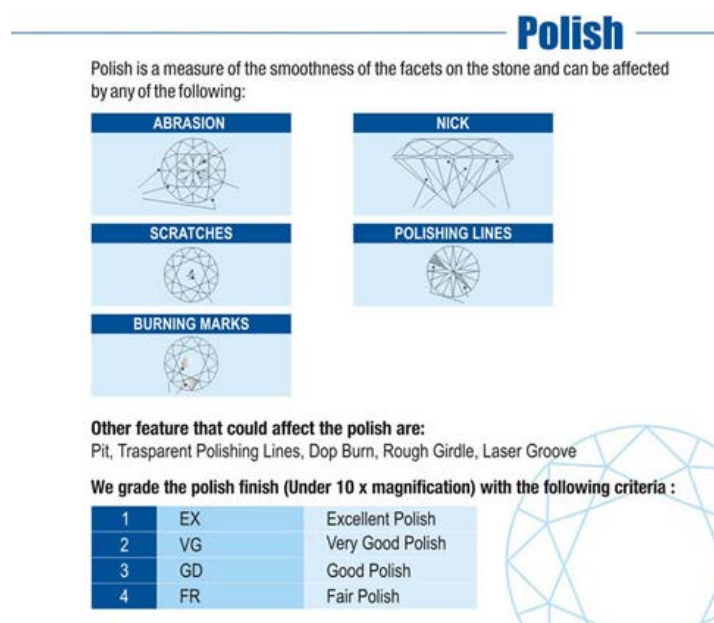 Polish
Polish is a measure of the smoothness of the facets on the stone and can be affected
by any of the following:
ABRASION
NICK
SCRATCHES
POLISHING LINES
BURNING MARKS
Other feature that could affect the polish are:
Pit, Trasparent Polishing Lines, Dop Burn, Rough Girdle, Laser Groove
We grade the polish finish (Under 10 x magnification) with the following criteria :
1 EX Excellent Polish
2 VG Very Good Polish
3 GD Good Polish
4 FR Fair Polish